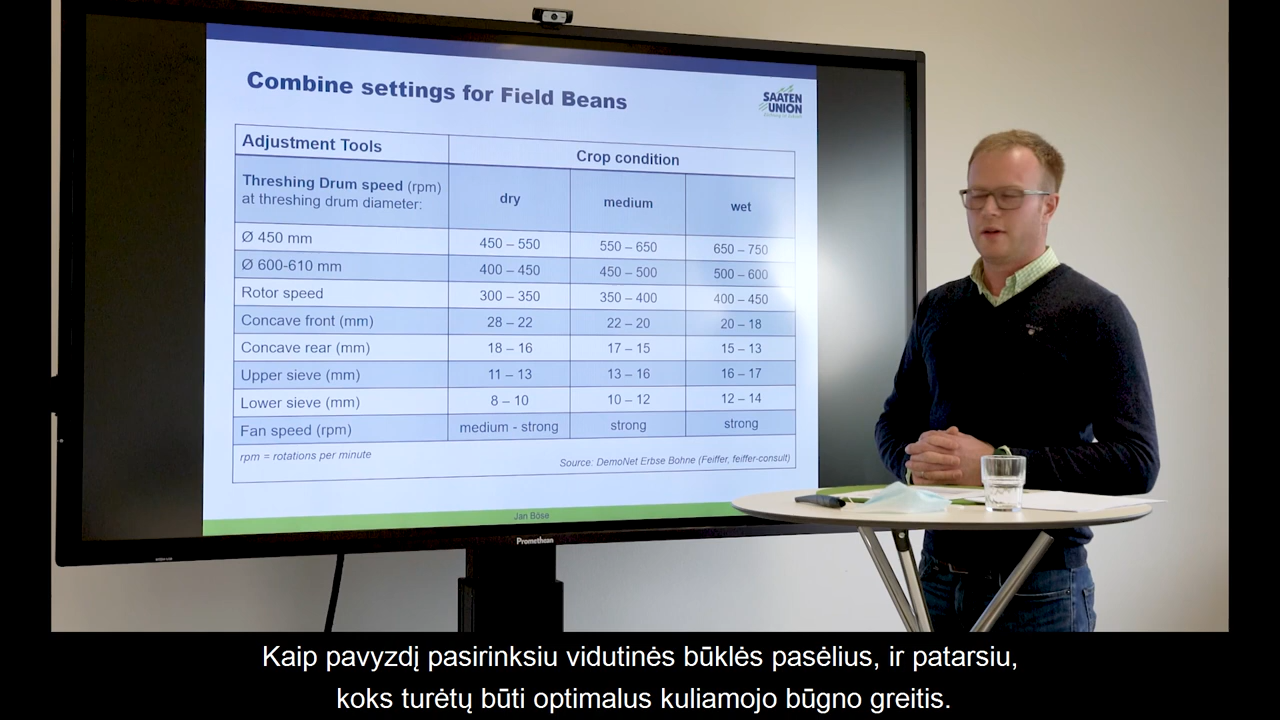 Combine settings for Field Beans
SAATEN
UNION
Adjustment Tools
Crop condition
Threshing Drum speed (rpm)
at threshing drum diameter:
dry
medium
wet
Ø 450 mm
450 – 550
550 – 650
650 – 750
Ø 600-610 mm
400 – 450
450 – 500
500 – 600
Rotor speed
300 – 350
350 – 400
400 – 450
Concave front (mm)
28 – 22
22 – 20
20 – 18
Concave rear (mm)
18 – 16
17 – 15
15 – 13
Upper sieve (mm)
11 – 13
13 – 16
16 – 17
Lower sieve (mm)
8 – 10
10 – 12
12 – 14
Fan speed (rpm)
medium - strong
strong
strong
rpm = rotations per minute
Source: DemoNet Erbse Bohne (Feiffer, feiffer-consult)
Jan Böse
Promethean
Kaip pavyzdį pasirinksiu vidutinės būklės pasėlius, ir patarsiu,
koks turėtų būti optimalus kuliamojo būgno greitis.